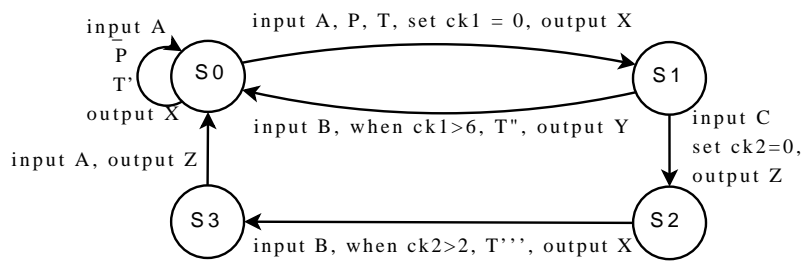 input A, P, T, set ck1 = 0, output X
input A
P̅
T'
output X
S0
S1
input B, when ck1>6, T", output Y
input C
set ck2=0,
output Z
input A, output Z
S3
S2
input B, when ck2>2, T''', output X